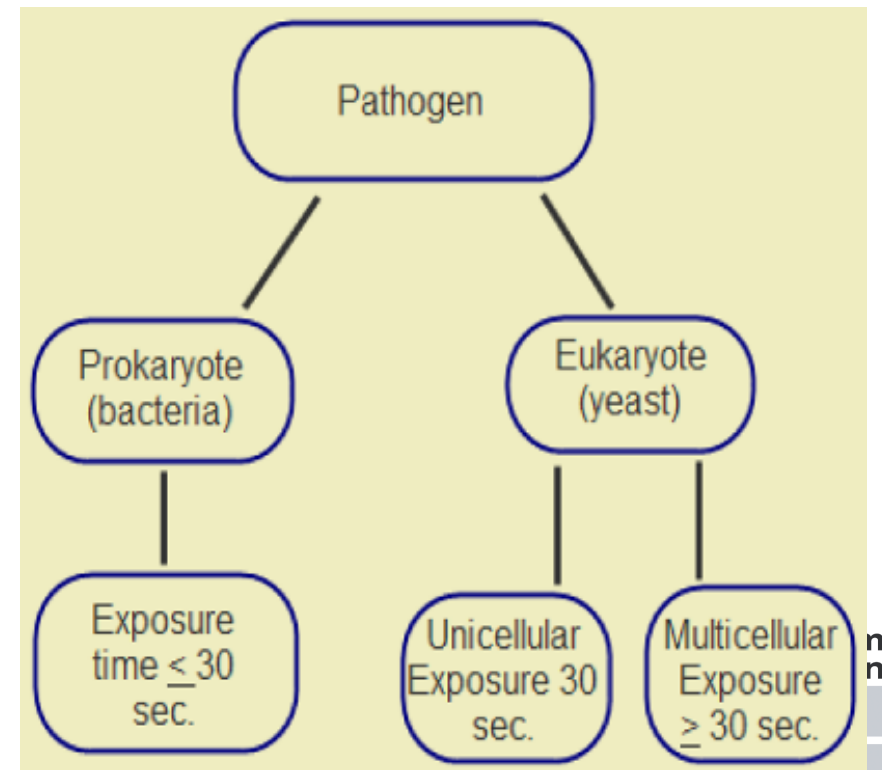 Pathogen
Prokaryote
(bacteria)
Eukaryote
(yeast)
Exposure
time ≤ 30
sec.
Unicellular
Exposure 30
sec.
Multicellular
Exposure
≥ 30 sec.